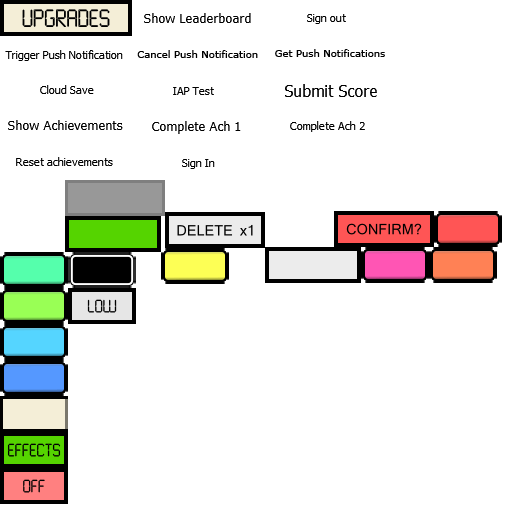 UPGRADES
Show Leaderboard
Sign out
Trigger Push Notification
Cancel Push Notification
Get Push Notifications
Cloud Save
IAP Test
Submit Score
Show Achievements
Complete Ach 1
Complete Ach 2
Reset achievements
Sign In
DELETE x1
CONFIRM?
LOW
EFFECTS
OFF